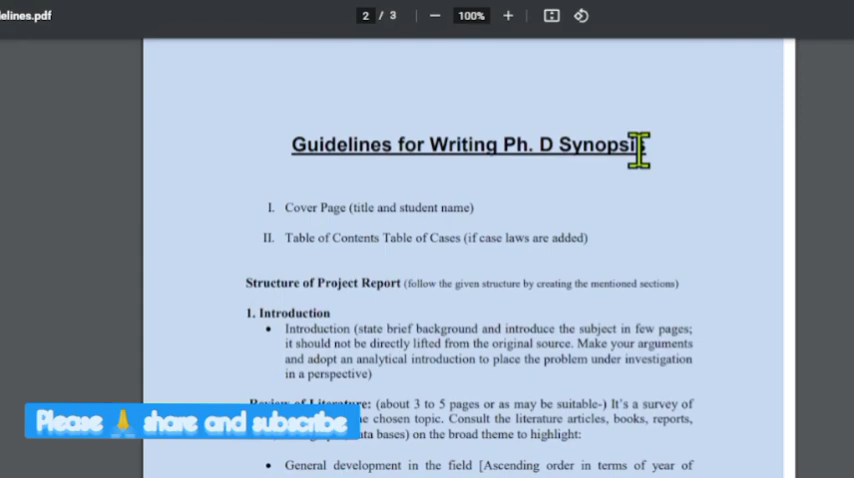 elines.pdf
2 / 3
100%
Guidelines for Writing Ph. D Synopsis
I. Cover Page (title and student name)
II. Table of Contents Table of Cases (if case laws are added)
Structure of Project Report (follow the given structure by creating the mentioned sections)
1. Introduction
• Introduction (state brief background and introduce the subject in few pages;
it should not be directly lifted from the original source. Make your arguments
and adopt an analytical introduction to place the problem under investigation
in a perspective)
Review of Literature: (about 3 to 5 pages or as may be suitable-) It's a survey of
chosen topic. Consult the literature articles, books, reports,
bases) on the broad theme to highlight:
Please 🙏 share and subscribe
• General development in the field [Ascending order in terms of year of